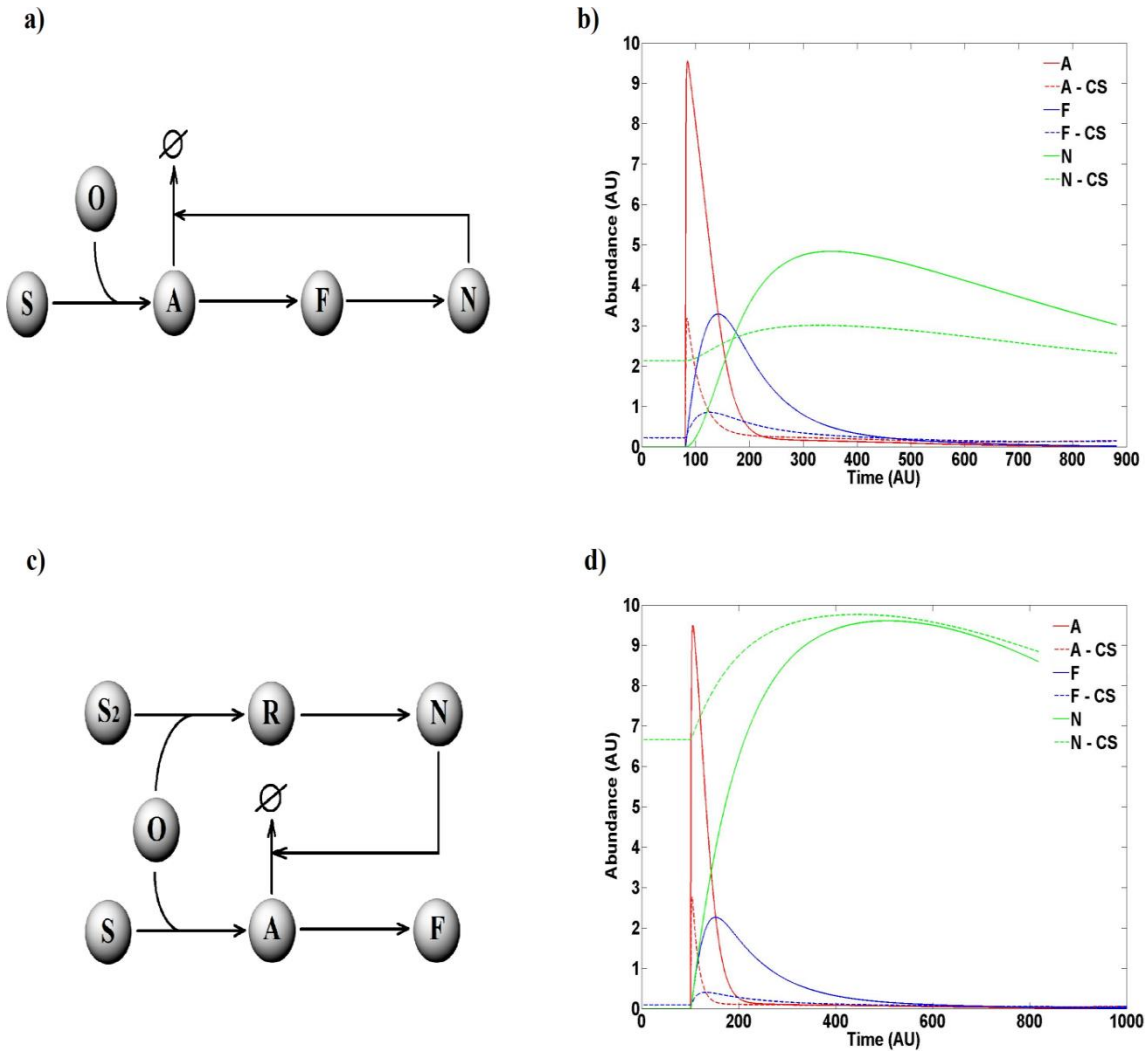 a)
O
S
A
F
N
∅
b)
Abundance (AU)
10
9
8
7
6
5
4
3
2
1
0
0 100 200 300 400 500 600 700 800 900
Time (AU)
A
A - CS
F
F - CS
N
N - CS
c)
S2
R
N
∅
O
S
A
F
d)
Abundance (AU)
10
9
8
7
6
5
4
3
2
1
0
0 200 400 600 800 1000
Time (AU)
A
A - CS
F
F - CS
N
N - CS